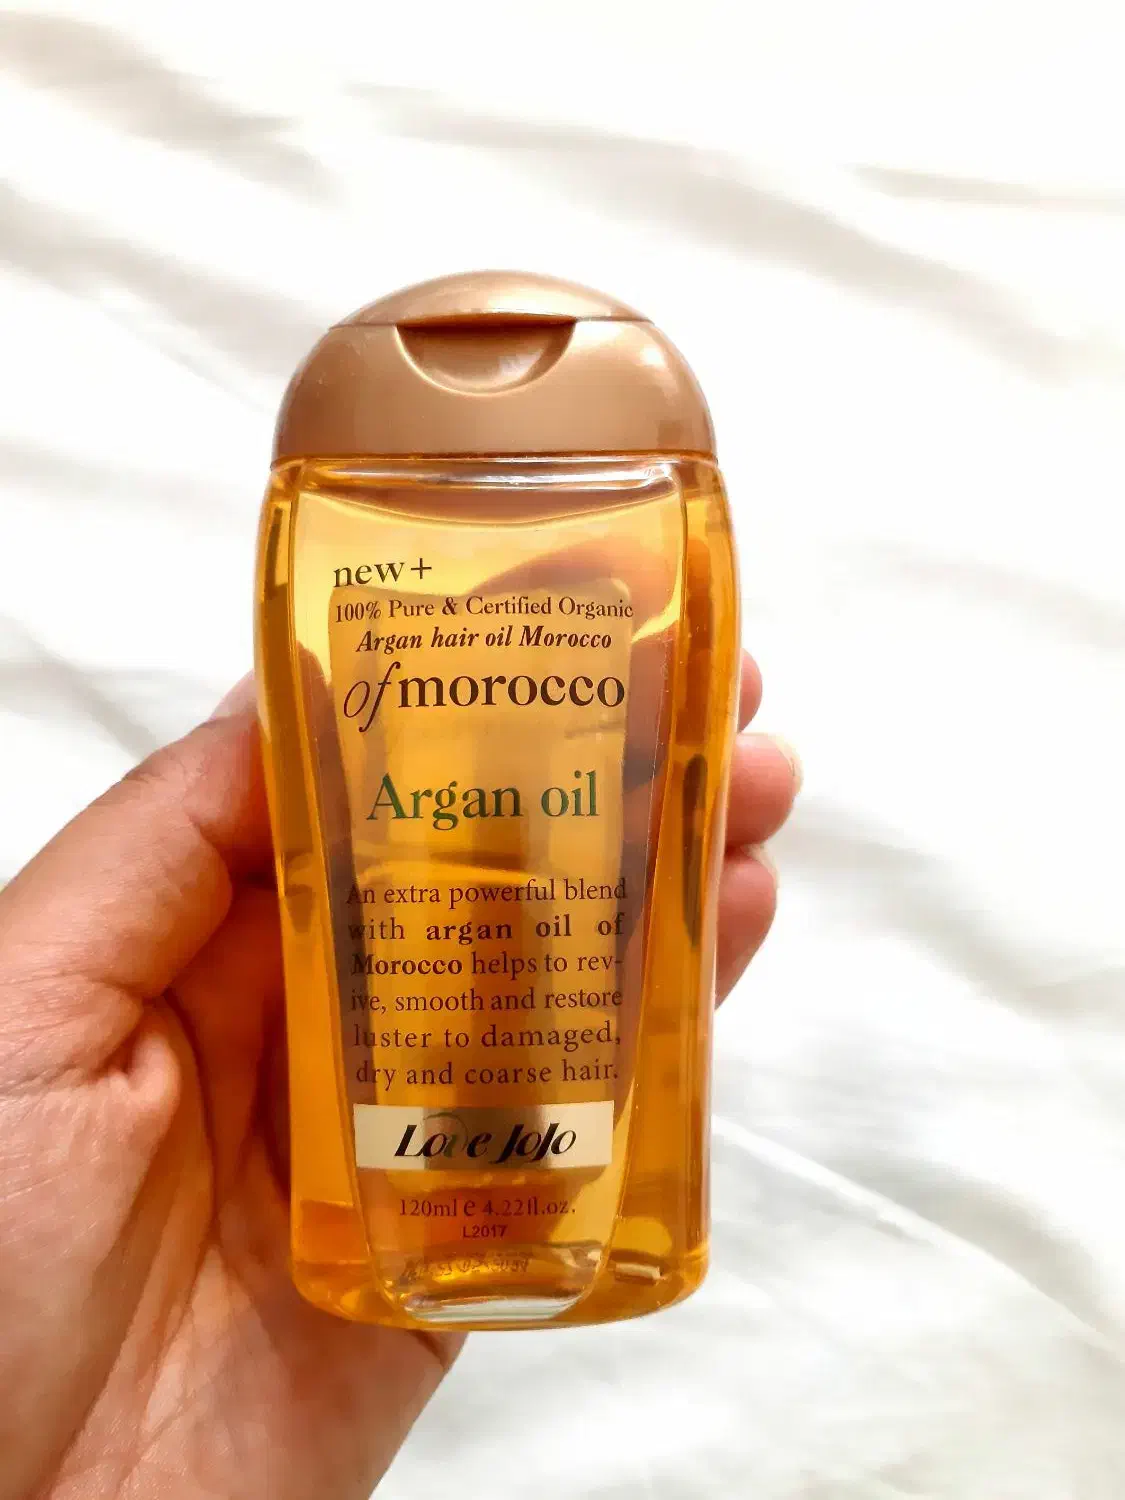 new+
100% Pure & Certified Organic
Argan hair oil Morocco
of morocco
Argan oil
An extra powerful blend
with argan oil of
Morocco helps to rev-
ive, smooth and restore
luster to damaged,
dry and coarse hair.
Love JoJo
120ml e 4.22fl.oz.
L2017